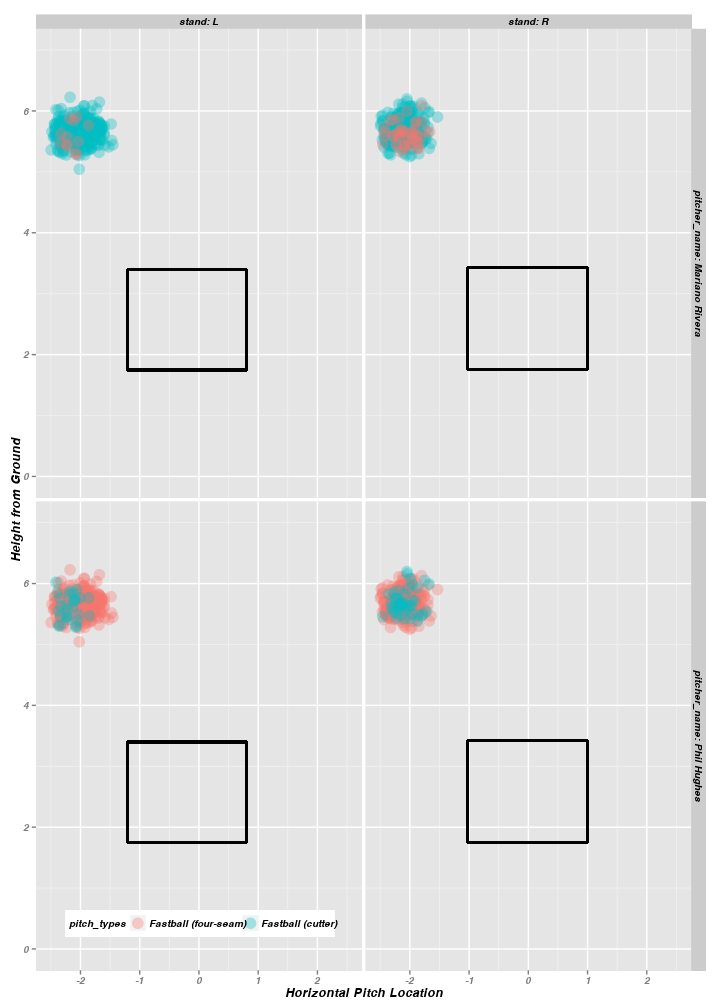 stand: L
stand: R
6
4
2
0
pitcher_name: Mariano Rivera
Height from Ground
6
4
2
0
pitcher_name: Phil Hughes
pitch_types Fastball (four-seam) Fastball (cutter)
-2 -1 0 1 2
-2 -1 0 1 2
Horizontal Pitch Location